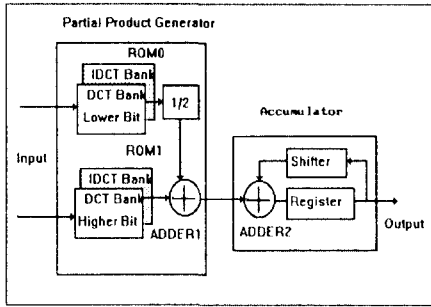 Partial Product Generator
ROM0
IDCT Bank
DCT Bank
Lower Bit
1/2
Accumulator
Input
ROM1
IDCT Bank
DCT Bank
Higher Bit
ADDER1
Shifter
Register
ADDER2
Output